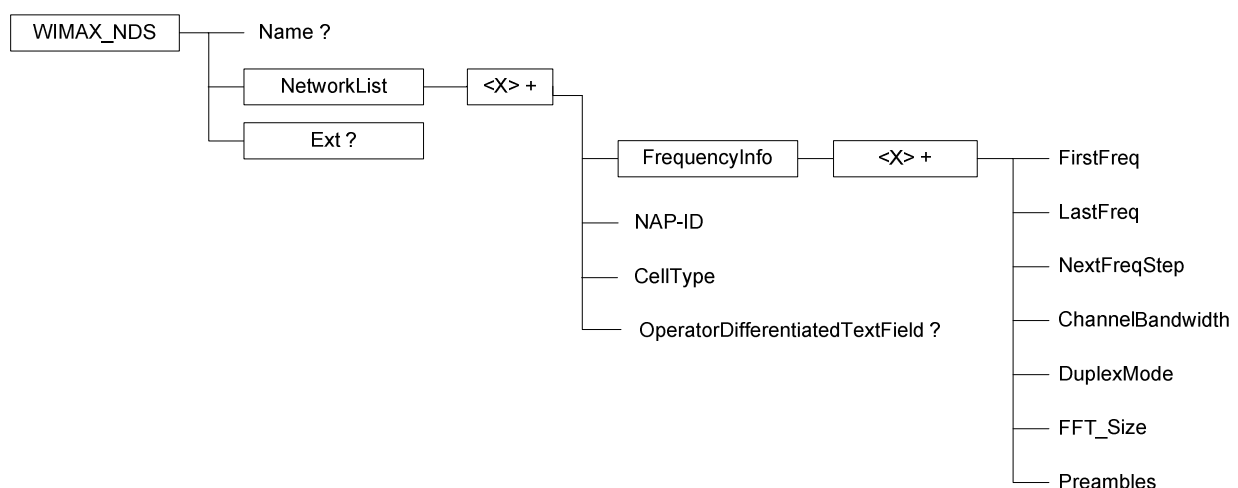 WIMAX_NDS
Name ?
NetworkList
<X> +
Ext ?
FrequencyInfo
<X> +
NAP-ID
CellType
OperatorDifferentiatedTextField ?
FirstFreq
LastFreq
NextFreqStep
ChannelBandwidth
DuplexMode
FFT_Size
Preambles